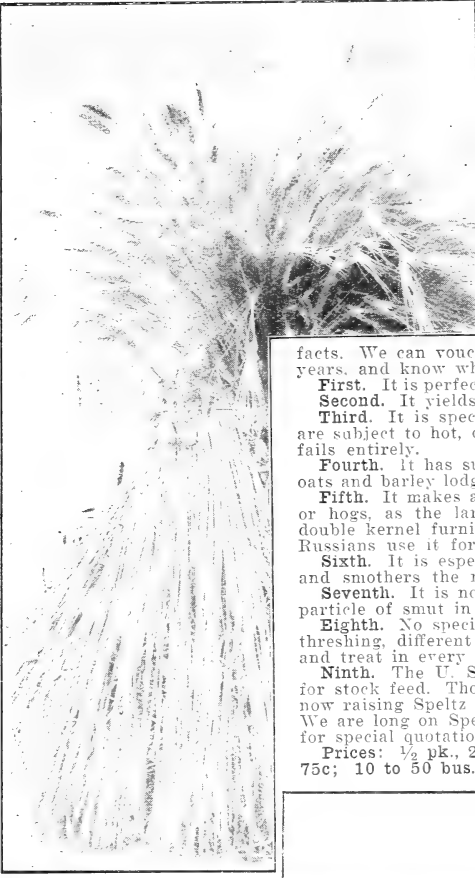 facts. We can vouc
years. and know wh
First. It is perfec
Second. It yields
Third. It is spec
are subject to hot, 
fails entirely.
Fourth. It has su
oats and barley lodg
Fifth. It makes a
or hogs, as the lar
double kernel furni
Russians use it for
Sixth. It is espe
and smothers the
Seventh. It is no
particle of smut in
Eighth. No speci
threshing, different
and treat in every
Ninth. The U. S
for stock feed. The
now raising Speltz
We are long on Spe
for special quotatio
Prices: ½ pk., 2
75c; 10 to 50 bus.